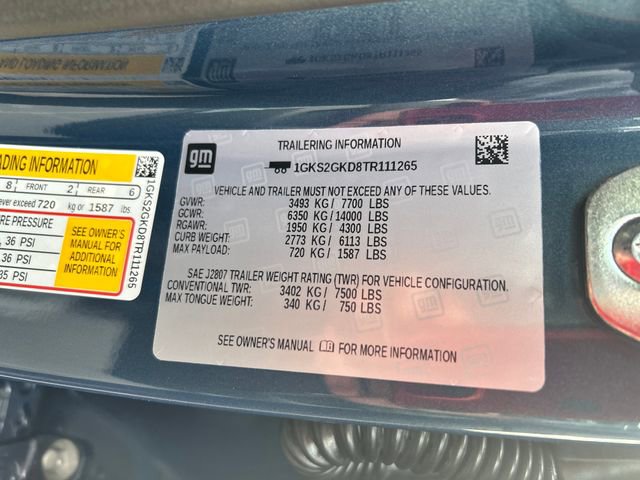 gm
TRAILERING INFORMATION
1GKS2GKD8TR111265
VEHICLE AND TRAILER MUST NOT EXCEED ANY OF THESE VALUES.
GVWR: 3493 KG/ 7700 LBS
GCWR: 6350 KG/ 14000 LBS
RGAWR: 1950 KG/ 4300 LBS
CURB WEIGHT: 2773 KG/ 6113 LBS
MAX PAYLOAD: 720 KG/ 1587 LBS
SAE J2807 TRAILER WEIGHT RATING (TWR) FOR VEHICLE CONFIGURATION.
CONVENTIONAL TWR: 3402 KG/ 7500 LBS
MAX TONGUE WEIGHT: 340 KG/ 750 LBS
SEE OWNER'S MANUAL FOR MORE INFORMATION
ADING INFORMATION
8 FRONT 2 REAR 6
ever exceed 720 kg or 1587 lbs
E PRESSURE
, 36 PSI
36 PSI
35 PSI
SEE OWNER'S
MANUAL FOR
ADDITIONAL
INFORMATION
1GKS2GKD8TR111265